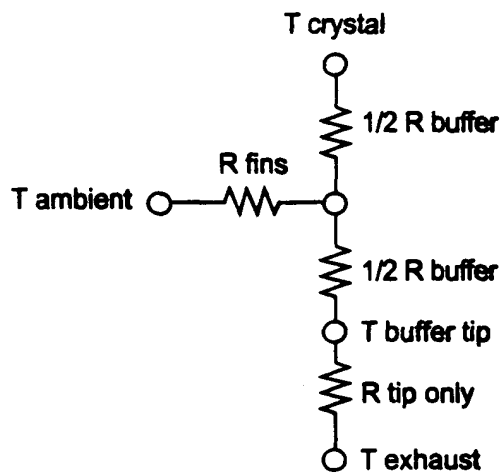 T crystal
1/2 R buffer
R fins
T ambient
1/2 R buffer
T buffer tip
R tip only
T exhaust